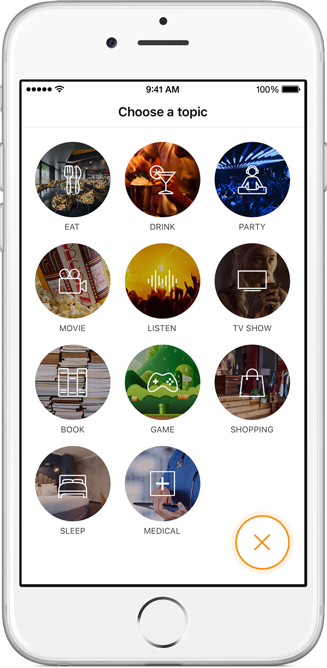 9:41 AM
100%
Choose a topic
EAT
DRINK
PARTY
MOVIE
LISTEN
TV SHOW
BOOK
GAME
SHOPPING
SLEEP
MEDICAL